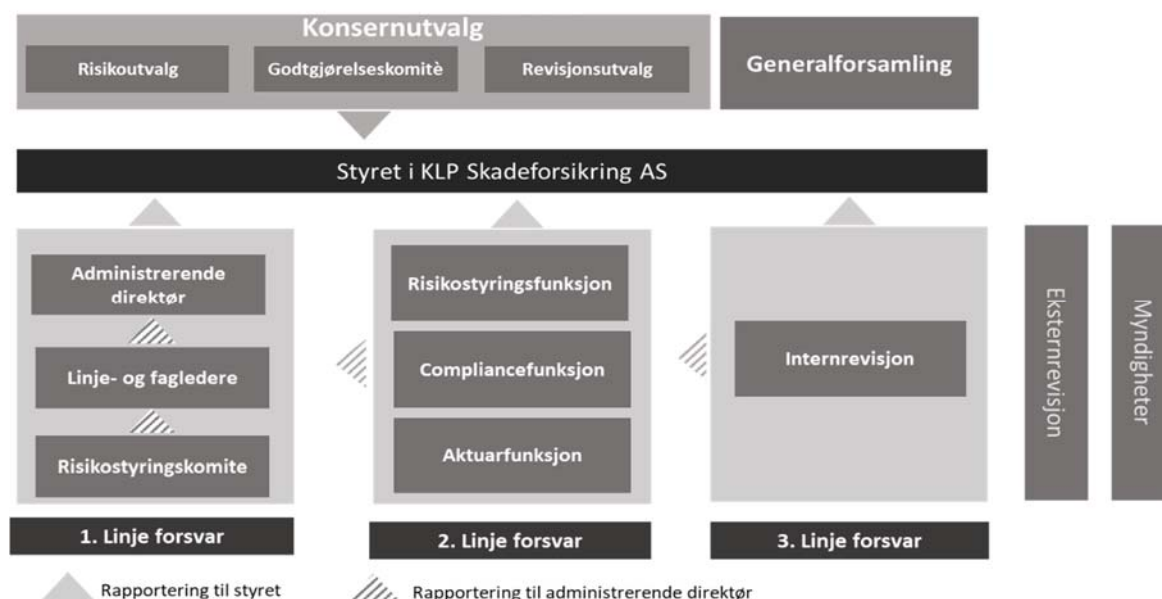 Konsernutvalg
Risikoutvalg
Godtgjørelseskomitè
Revisjonsutvalg
Generalforsamling
Styret i KLP Skadeforsikring AS
Administrerende
direktør
Linje- og fagledere
Risikostyringskomite
1. Linje forsvar
Risikostyringsfunksjon
Compliancefunksjon
Aktuarfunksjon
2. Linje forsvar
Internrevisjon
3. Linje forsvar
Eksternrevisjon
Myndigheter
Rapportering til styret
Rapportering til administrerende direktør